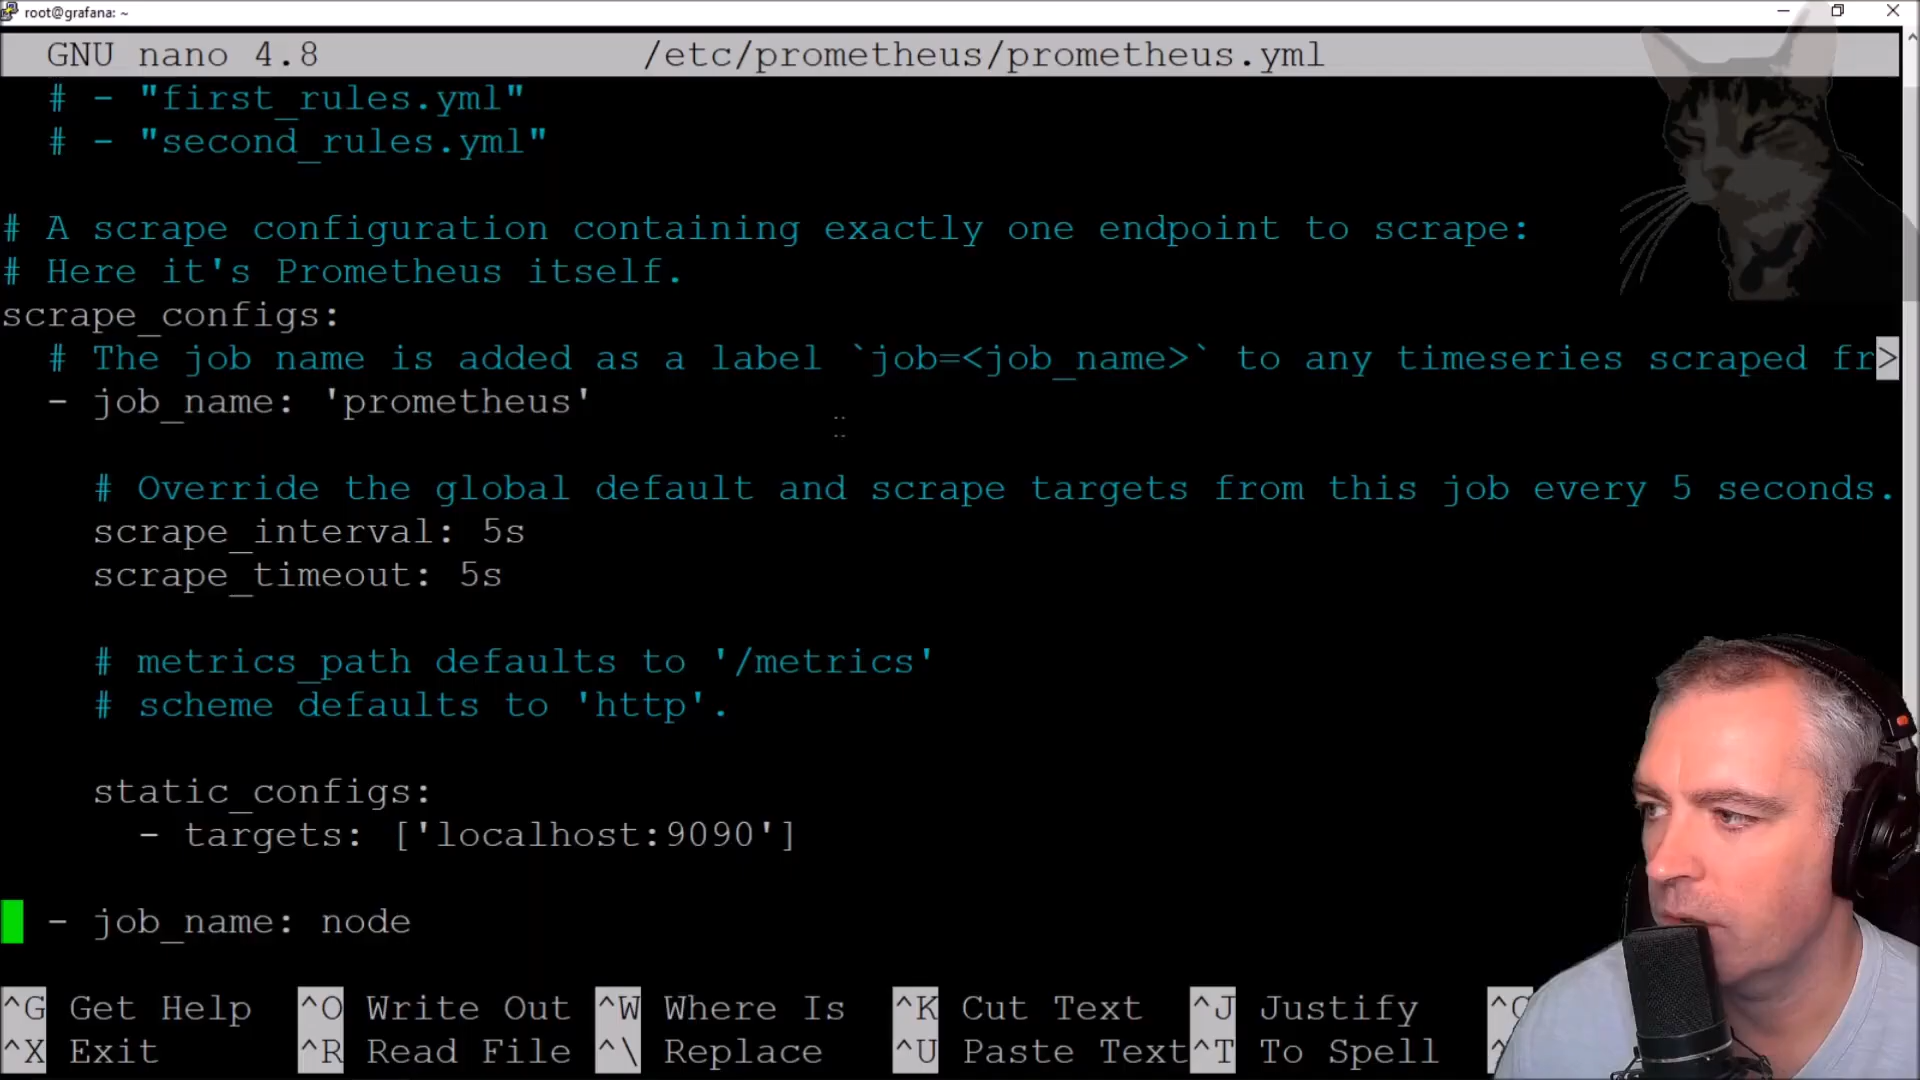 root@grafana: ~
GNU nano 4.8 /etc/prometheus/prometheus.yml
# - "first_rules.yml"
# - "second_rules.yml"
# A scrape configuration containing exactly one endpoint to scrape:
# Here it's Prometheus itself.
scrape_configs:
# The job name is added as a label `job=<job_name>` to any timeseries scraped fr>
- job_name: 'prometheus'
# Override the global default and scrape targets from this job every 5 seconds.
scrape_interval: 5s
scrape_timeout: 5s
# metrics_path defaults to '/metrics'
# scheme defaults to 'http'.
static_configs:
- targets: ['localhost:9090']
- job_name: node
^G Get Help ^O Write Out ^W Where Is ^K Cut Text ^J Justify
^X Exit ^R Read File ^\ Replace ^U Paste Text ^T To Spell